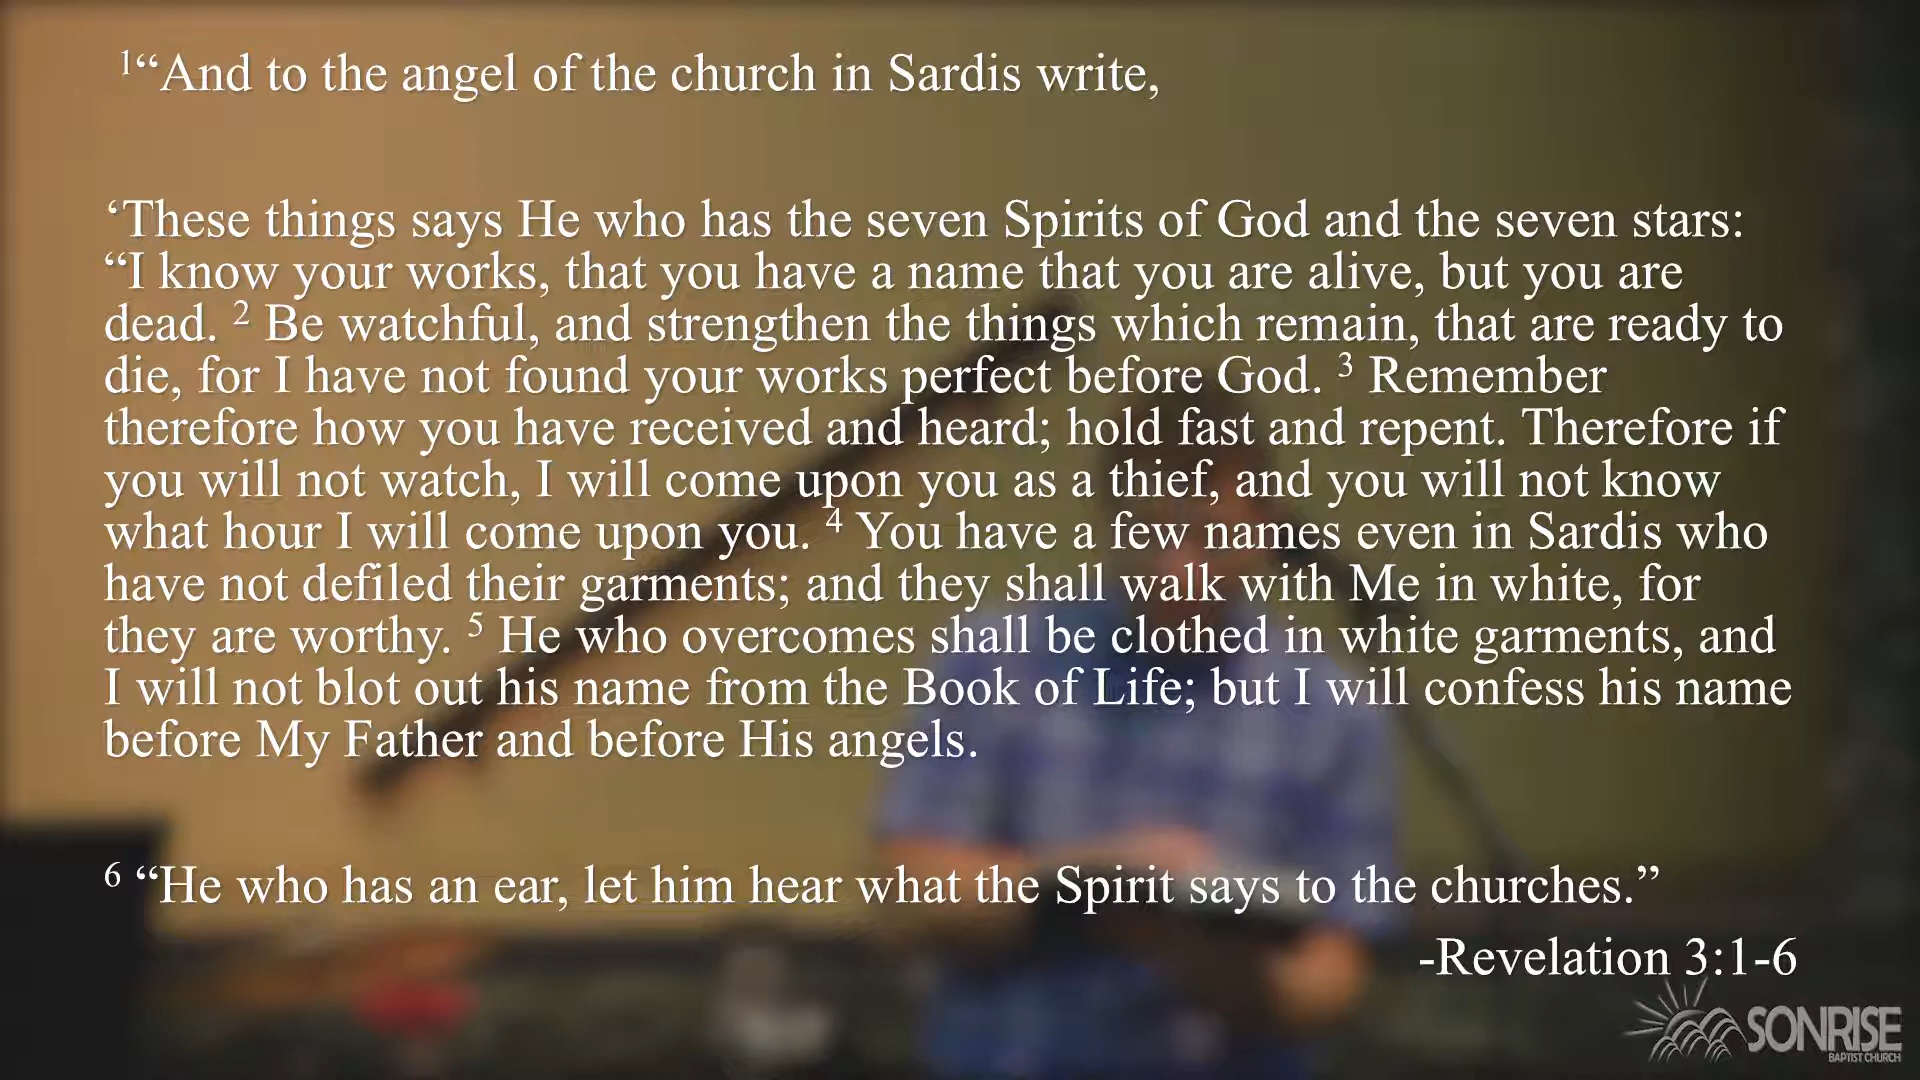 ¹“And to the angel of the church in Sardis write,
‘These things says He who has the seven Spirits of God and the seven stars:
“I know your works, that you have a name that you are alive, but you are
dead. ² Be watchful, and strengthen the things which remain, that are ready to
die, for I have not found your works perfect before God. ³ Remember
therefore how you have received and heard; hold fast and repent. Therefore if
you will not watch, I will come upon you as a thief, and you will not know
what hour I will come upon you. ⁴ You have a few names even in Sardis who
have not defiled their garments; and they shall walk with Me in white, for
they are worthy. ⁵ He who overcomes shall be clothed in white garments, and
I will not blot out his name from the Book of Life; but I will confess his name
before My Father and before His angels.
⁶ “He who has an ear, let him hear what the Spirit says to the churches.”
-Revelation 3:1-6
SONRISE
BAPTIST CHURCH